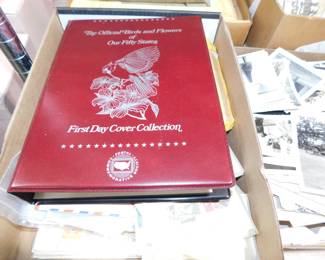 The Official Birds and Flowers
of
Our Fifty States
First Day Cover Collection